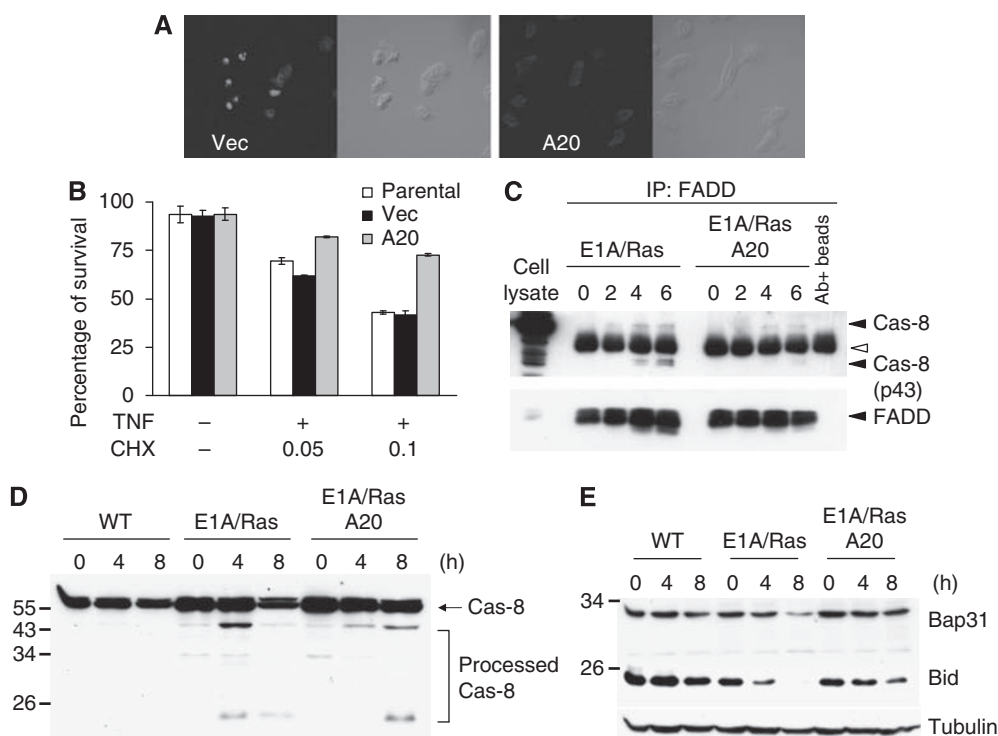 A
Vec
A20
B
Percentage of survival
100
75
50
25
0
Parental
Vec
A20
TNF – + +
CHX – 0.05 0.1
C
IP: FADD
E1A/Ras
E1A/Ras
A20
Ab+ beads
Cell
lysate
0 2 4 6 0 2 4 6
Cas-8
Cas-8
(p43)
FADD
D
WT E1A/Ras E1A/Ras
A20
0 4 8 0 4 8 0 4 8 (h)
55
43
34
26
Cas-8
Processed
Cas-8
E
WT E1A/Ras E1A/Ras
A20
0 4 8 0 4 8 0 4 8 (h)
34
26
Bap31
Bid
Tubulin